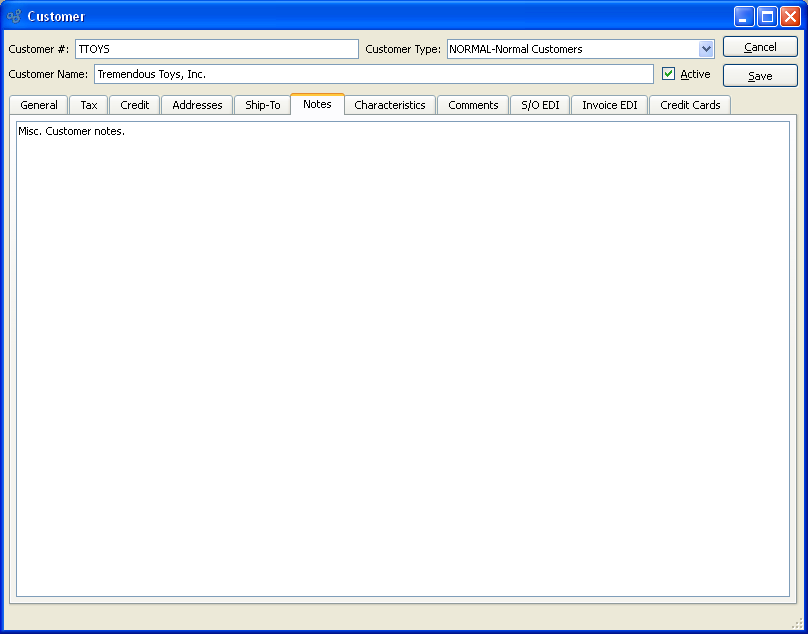 Customer
Customer #: TTOYS Customer Type: NORMAL-Normal Customers Cancel
Customer Name: Tremendous Toys, Inc. Active Save
General Tax Credit Addresses Ship-To Notes Characteristics Comments S/O EDI Invoice EDI Credit Cards
Misc. Customer notes.